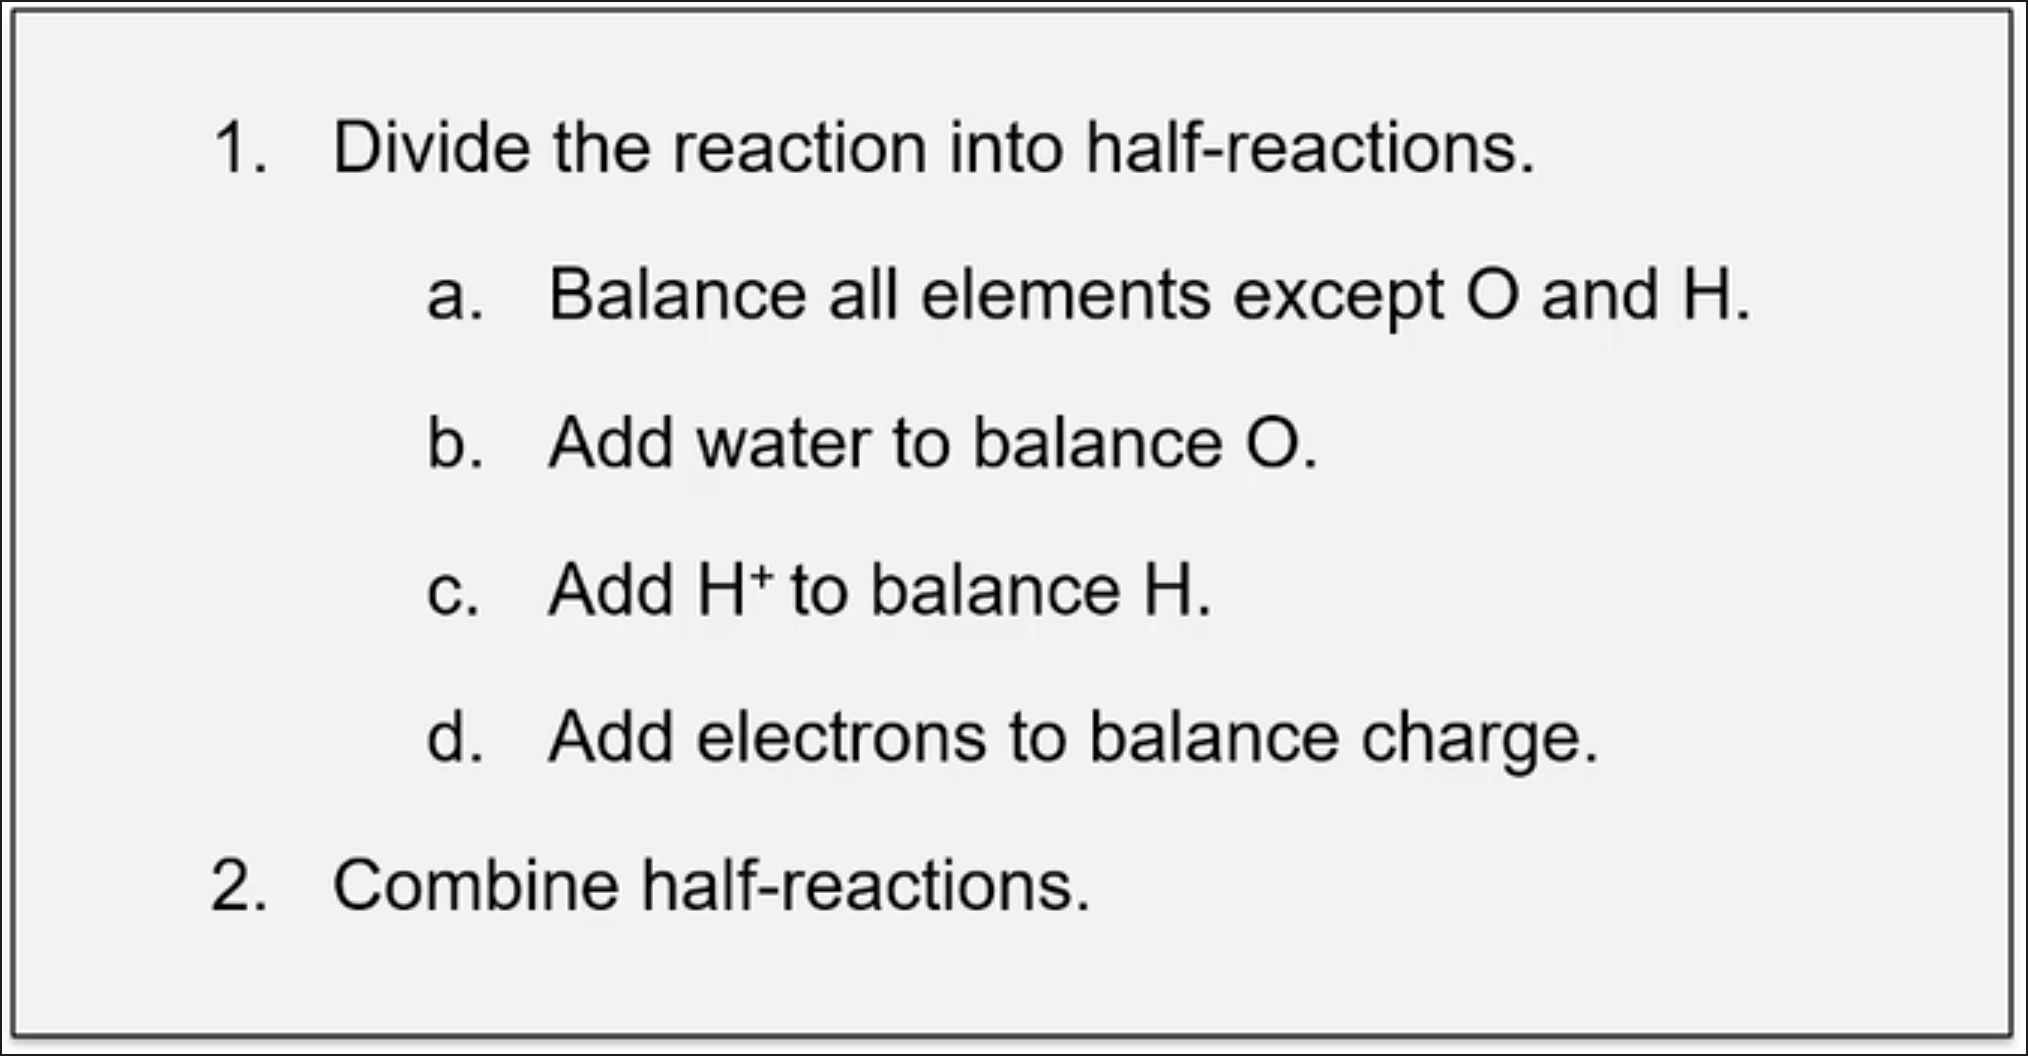 1. Divide the reaction into half-reactions.
a. Balance all elements except O and H.
b. Add water to balance O.
c. Add H⁺ to balance H.
d. Add electrons to balance charge.
2. Combine half-reactions.